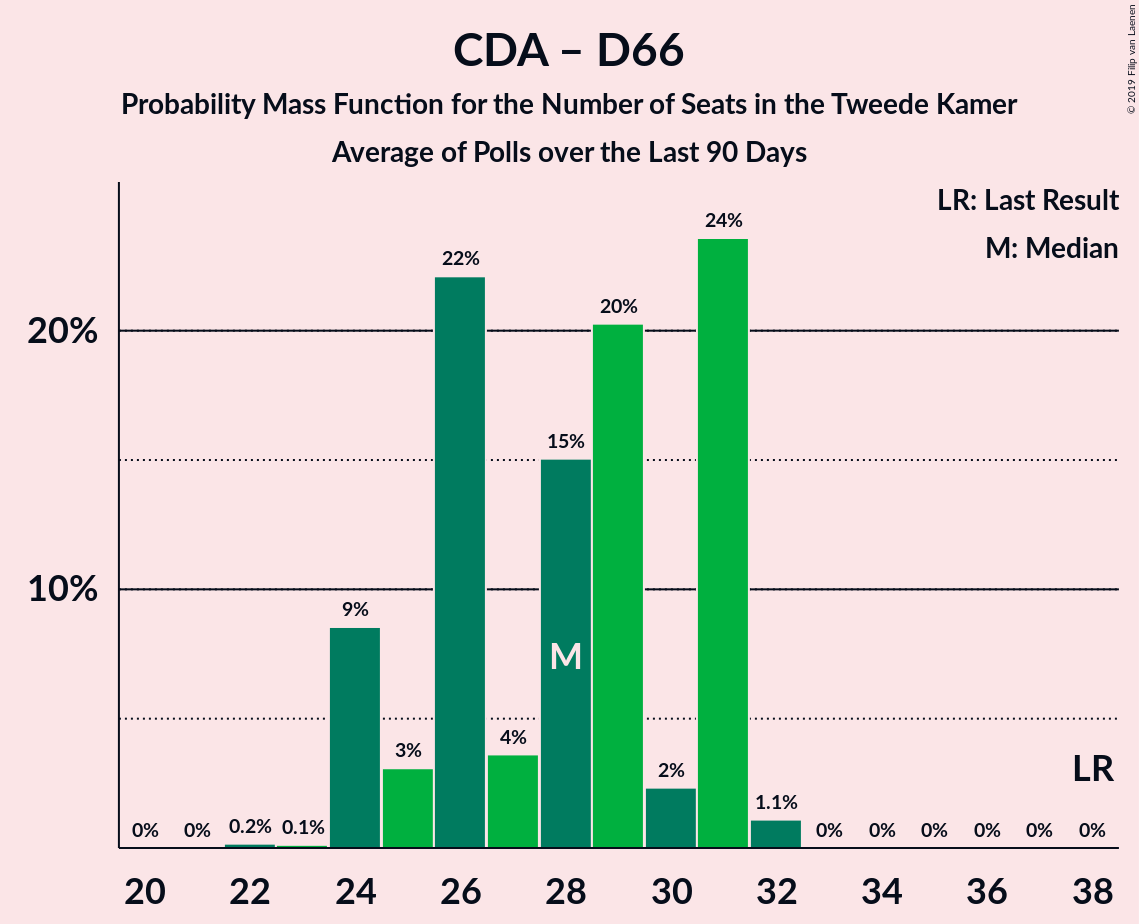 CDA – D66
Probability Mass Function for the Number of Seats in the Tweede Kamer
Average of Polls over the Last 90 Days
© 2019 Filip van Laenen
LR: Last Result
M: Median
24%
22%
20%
20%
15%
10%
9%
M
4%
3%
2%
LR
1.1%
0% 0% 0.2% 0.1% 0% 0% 0% 0% 0% 0%
20 22 24 26 28 30 32 34 36 38